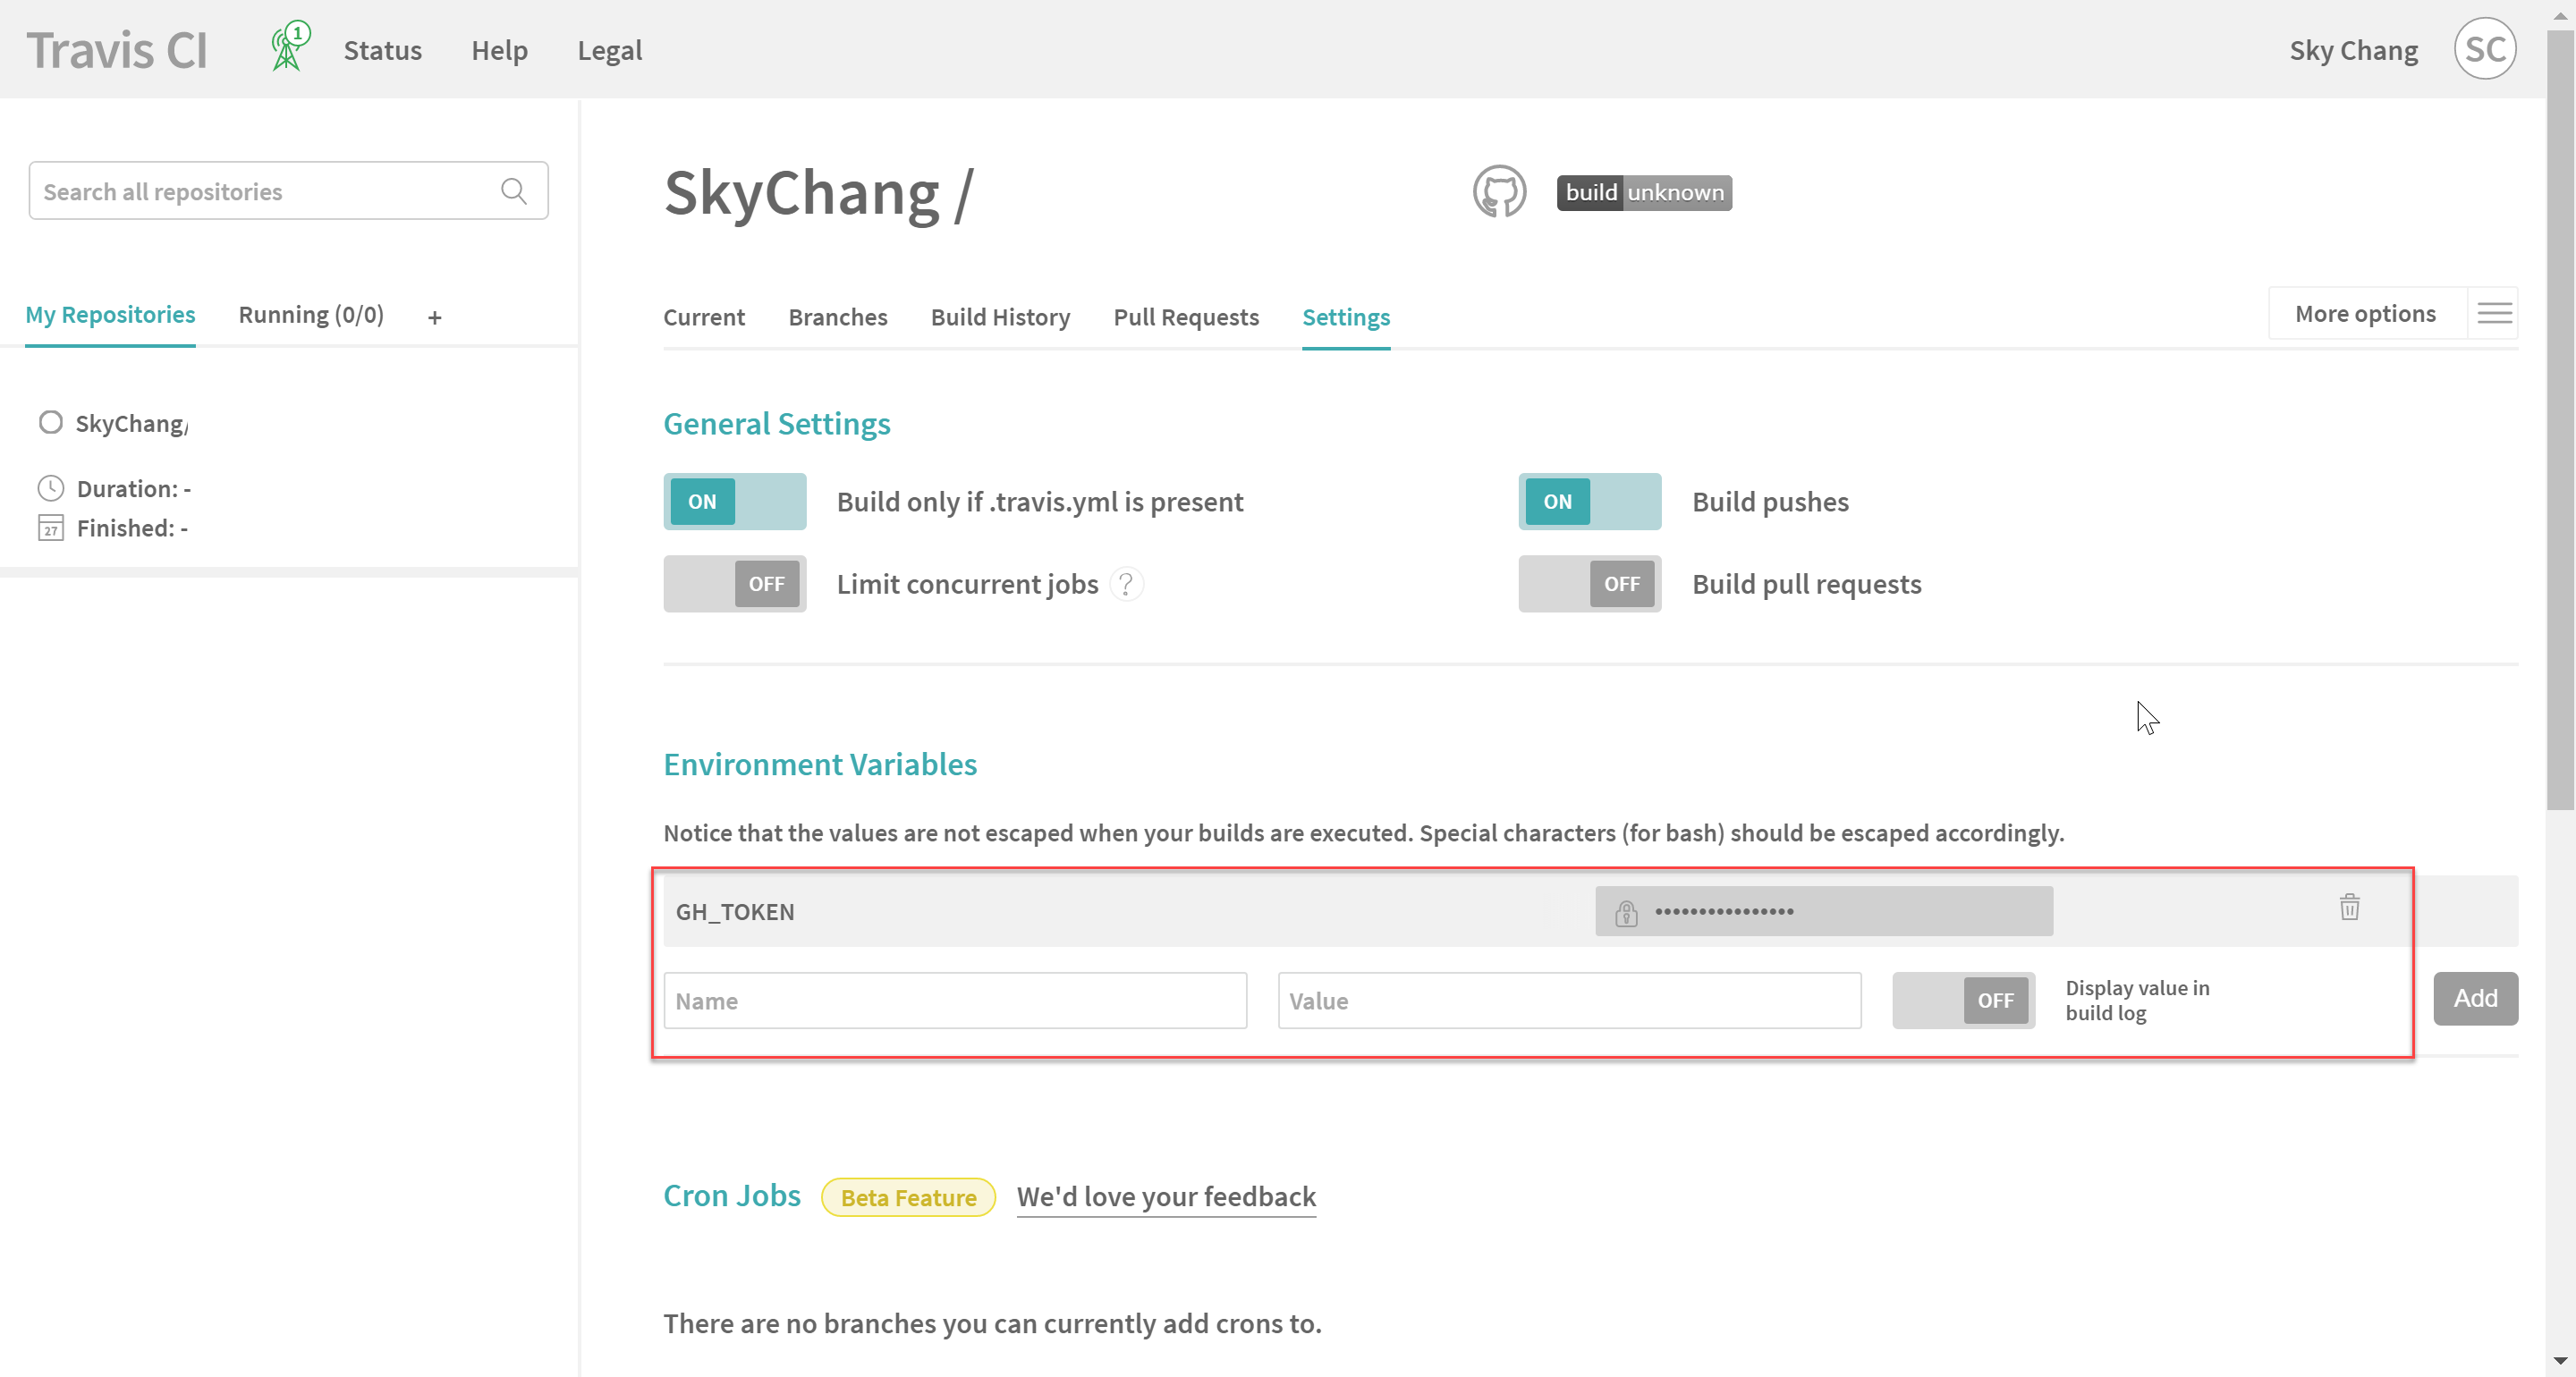 Travis CI
1
Status
Help
Legal
Sky Chang
SC
Search all repositories
My Repositories
Running (0/0)
+
SkyChang/
Duration: -
27
Finished: -
SkyChang /
build unknown
Current
Branches
Build History
Pull Requests
Settings
More options
General Settings
ON
Build only if .travis.yml is present
ON
Build pushes
OFF
Limit concurrent jobs
?
OFF
Build pull requests
Environment Variables
Notice that the values are not escaped when your builds are executed. Special characters (for bash) should be escaped accordingly.
GH_TOKEN
••••••••••••••••
Name
Value
OFF
Display value in
build log
Add
Cron Jobs
Beta Feature
We'd love your feedback
There are no branches you can currently add crons to.